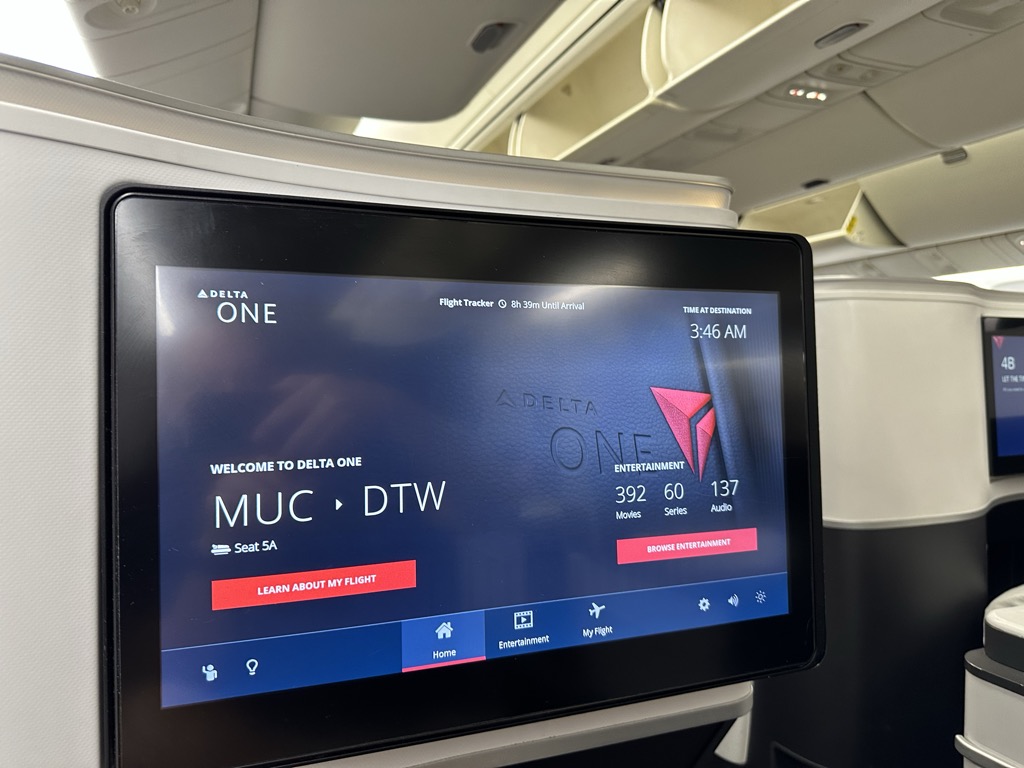 DELTA
ONE
Flight Tracker 8h 39m Until Arrival
TIME AT DESTINATION
3:46 AM
DELTA
ONE
WELCOME TO DELTA ONE
MUC ‣ DTW
Seat 5A
LEARN ABOUT MY FLIGHT
ENTERTAINMENT
392 60 137
Movies Series Audio
BROWSE ENTERTAINMENT
Home Entertainment My Flight
4B
LET THE